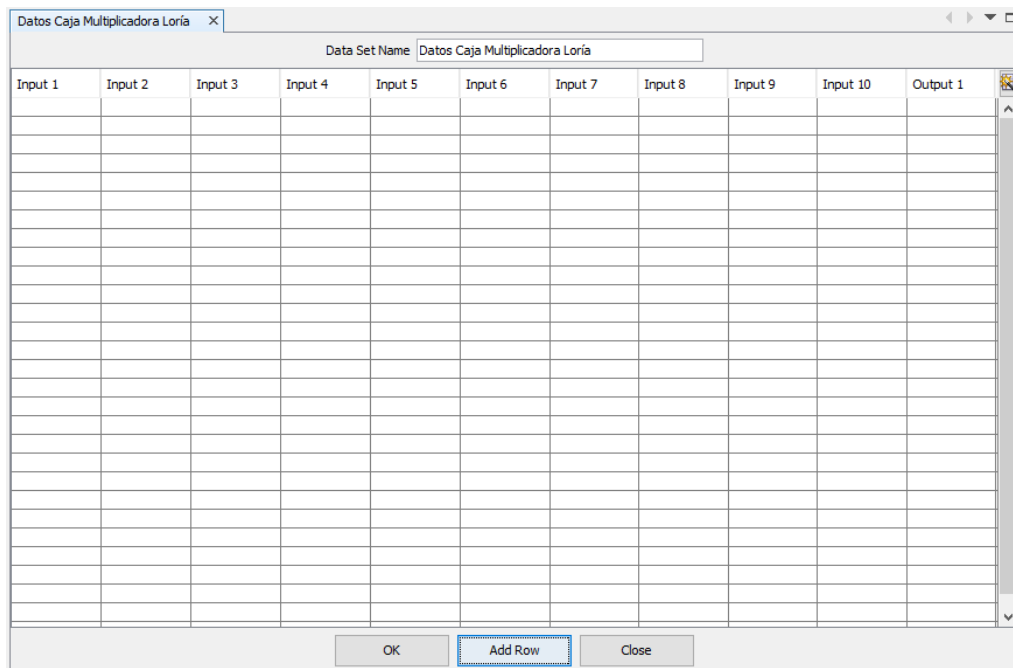 Datos Caja Multiplicadora Loría
Data Set Name Datos Caja Multiplicadora Loría
Input 1 Input 2 Input 3 Input 4 Input 5 Input 6 Input 7 Input 8 Input 9 Input 10 Output 1
OK Add Row Close